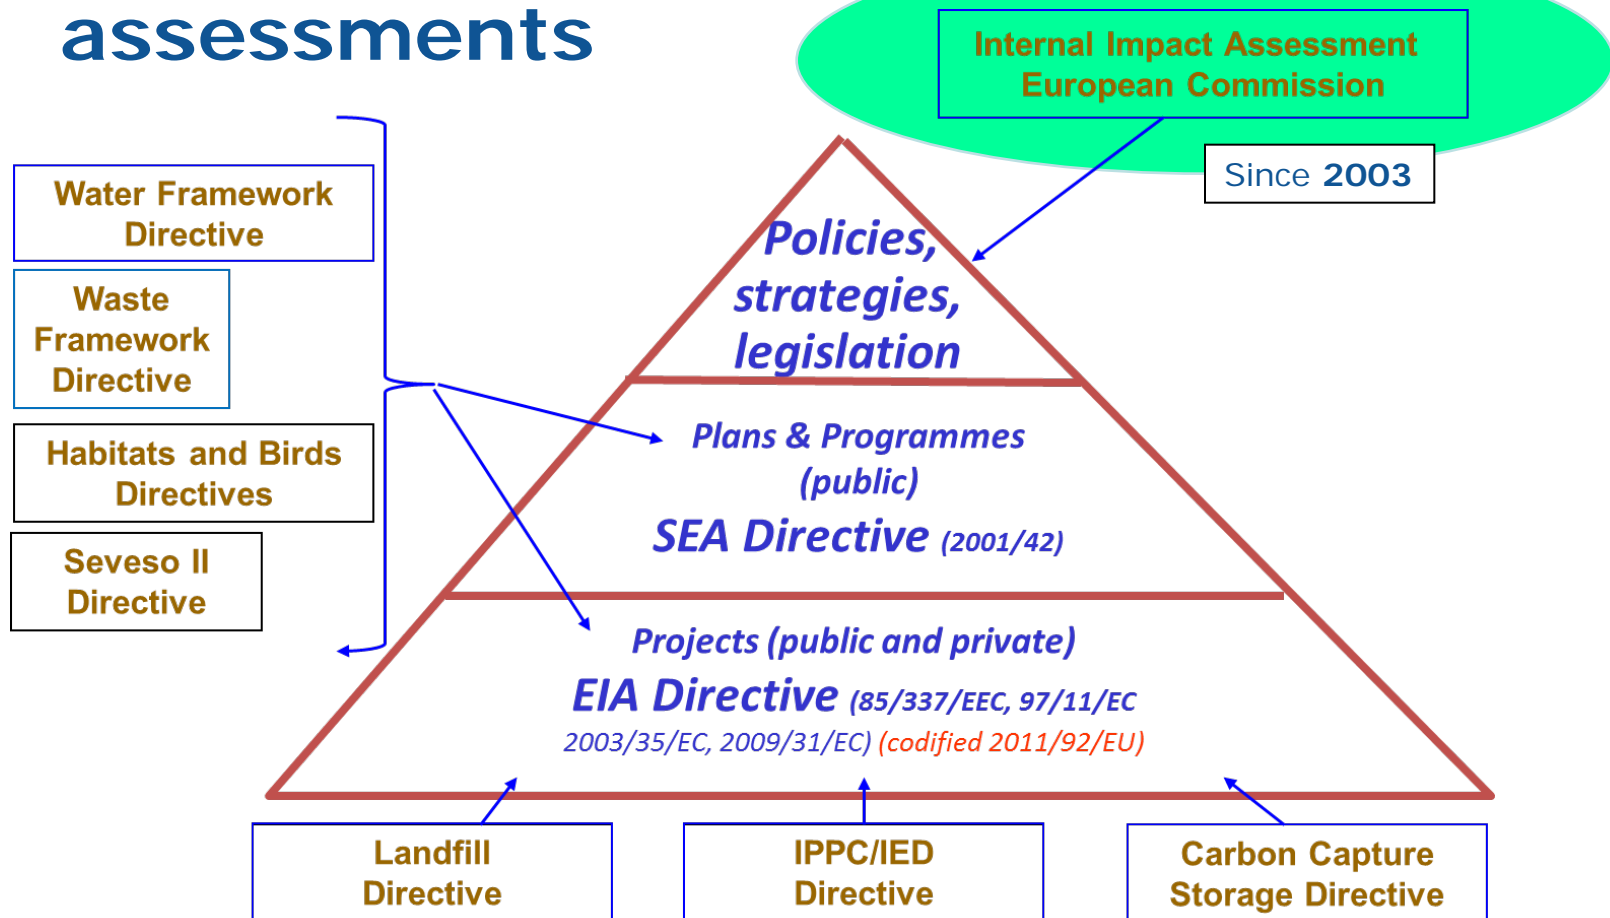 assessments
Internal Impact Assessment
European Commission
Since 2003
Water Framework
Directive
Waste
Framework
Directive
Habitats and Birds
Directives
Seveso II
Directive
Policies,
strategies,
legislation
Plans & Programmes
(public)
SEA Directive (2001/42)
Projects (public and private)
EIA Directive (85/337/EEC, 97/11/EC
2003/35/EC, 2009/31/EC) (codified 2011/92/EU)
Landfill
Directive
IPPC/IED
Directive
Carbon Capture
Storage Directive